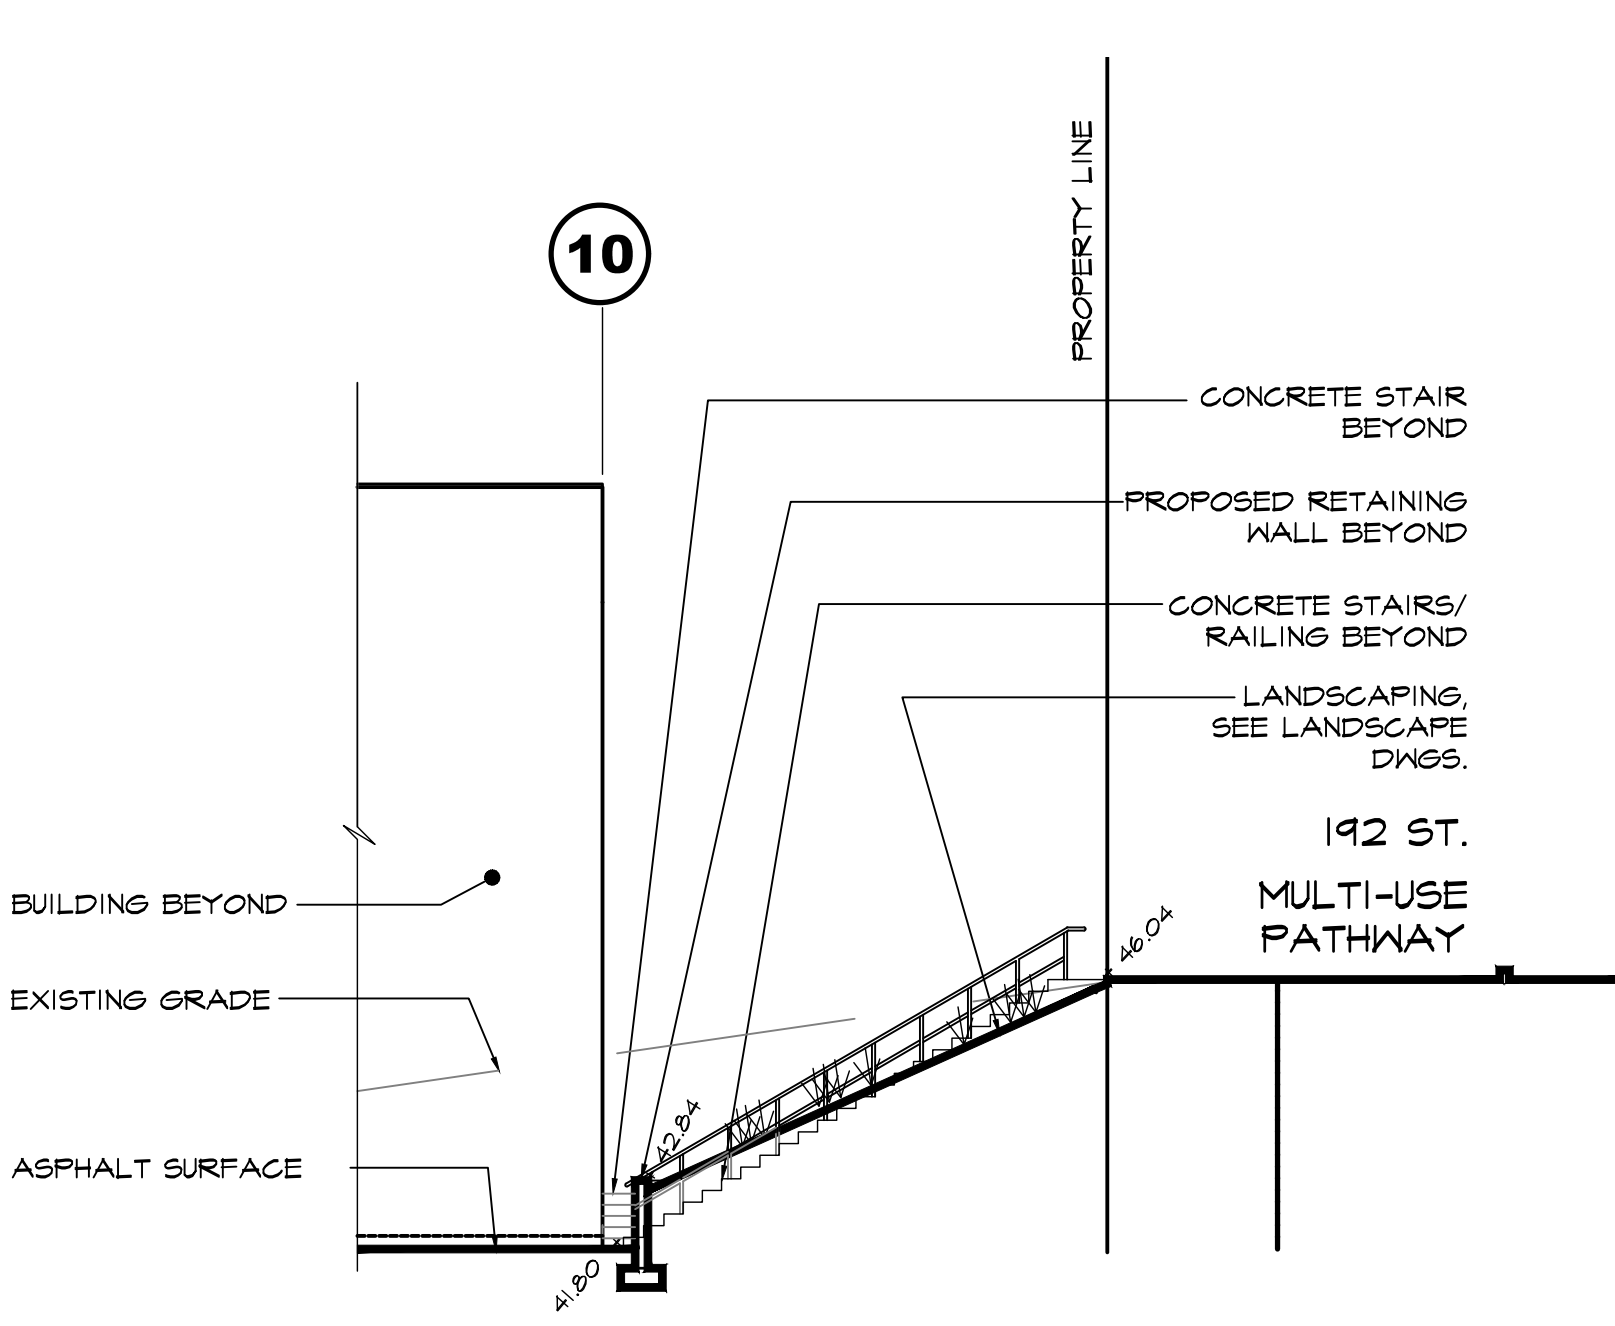 PROPERTY LINE
10
CONCRETE STAIR
BEYOND
PROPOSED RETAINING
WALL BEYOND
CONCRETE STAIRS/
RAILING BEYOND
LANDSCAPING,
SEE LANDSCAPE
DWGS.
192 ST.
MULTI-USE
PATHWAY
BUILDING BEYOND
46.04
EXISTING GRADE
42.84
ASPHALT SURFACE
41.80